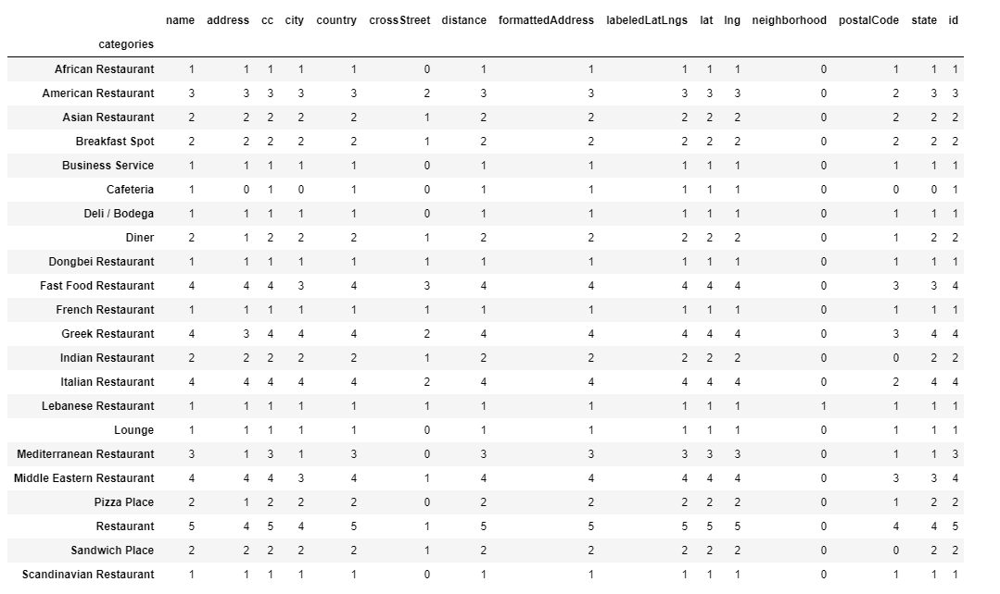 name address cc city country crossStreet distance formattedAddress labeledLatLngs lat lng neighborhood postalCode state id
categories
African Restaurant 1 1 1 1 1 0 1 1 1 1 1 0 1 1 1
American Restaurant 3 3 3 3 3 2 3 3 3 3 3 0 2 3 3
Asian Restaurant 2 2 2 2 2 1 2 2 2 2 2 0 2 2 2
Breakfast Spot 2 2 2 2 2 1 2 2 2 2 2 0 2 2 2
Business Service 1 1 1 1 1 0 1 1 1 1 1 0 1 1 1
Cafeteria 1 0 1 0 1 0 1 1 1 1 1 0 0 0 1
Deli / Bodega 1 1 1 1 1 0 1 1 1 1 1 0 1 1 1
Diner 2 1 2 2 2 1 2 2 2 2 2 0 1 2 2
Dongbei Restaurant 1 1 1 1 1 1 1 1 1 1 1 0 1 1 1
Fast Food Restaurant 4 4 4 3 4 3 4 4 4 4 4 0 3 3 4
French Restaurant 1 1 1 1 1 1 1 1 1 1 1 0 1 1 1
Greek Restaurant 4 3 4 4 4 2 4 4 4 4 4 0 3 4 4
Indian Restaurant 2 2 2 2 2 1 2 2 2 2 2 0 0 2 2
Italian Restaurant 4 4 4 4 4 2 4 4 4 4 4 0 2 4 4
Lebanese Restaurant 1 1 1 1 1 1 1 1 1 1 1 1 1 1 1
Lounge 1 1 1 1 1 0 1 1 1 1 1 0 1 1 1
Mediterranean Restaurant 3 1 3 1 3 0 3 3 3 3 3 0 1 1 3
Middle Eastern Restaurant 4 4 4 3 4 1 4 4 4 4 4 0 3 3 4
Pizza Place 2 1 2 2 2 0 2 2 2 2 2 0 1 2 2
Restaurant 5 4 5 4 5 1 5 5 5 5 5 0 4 4 5
Sandwich Place 2 2 2 2 2 1 2 2 2 2 2 0 0 2 2
Scandinavian Restaurant 1 1 1 1 1 0 1 1 1 1 1 0 1 1 1